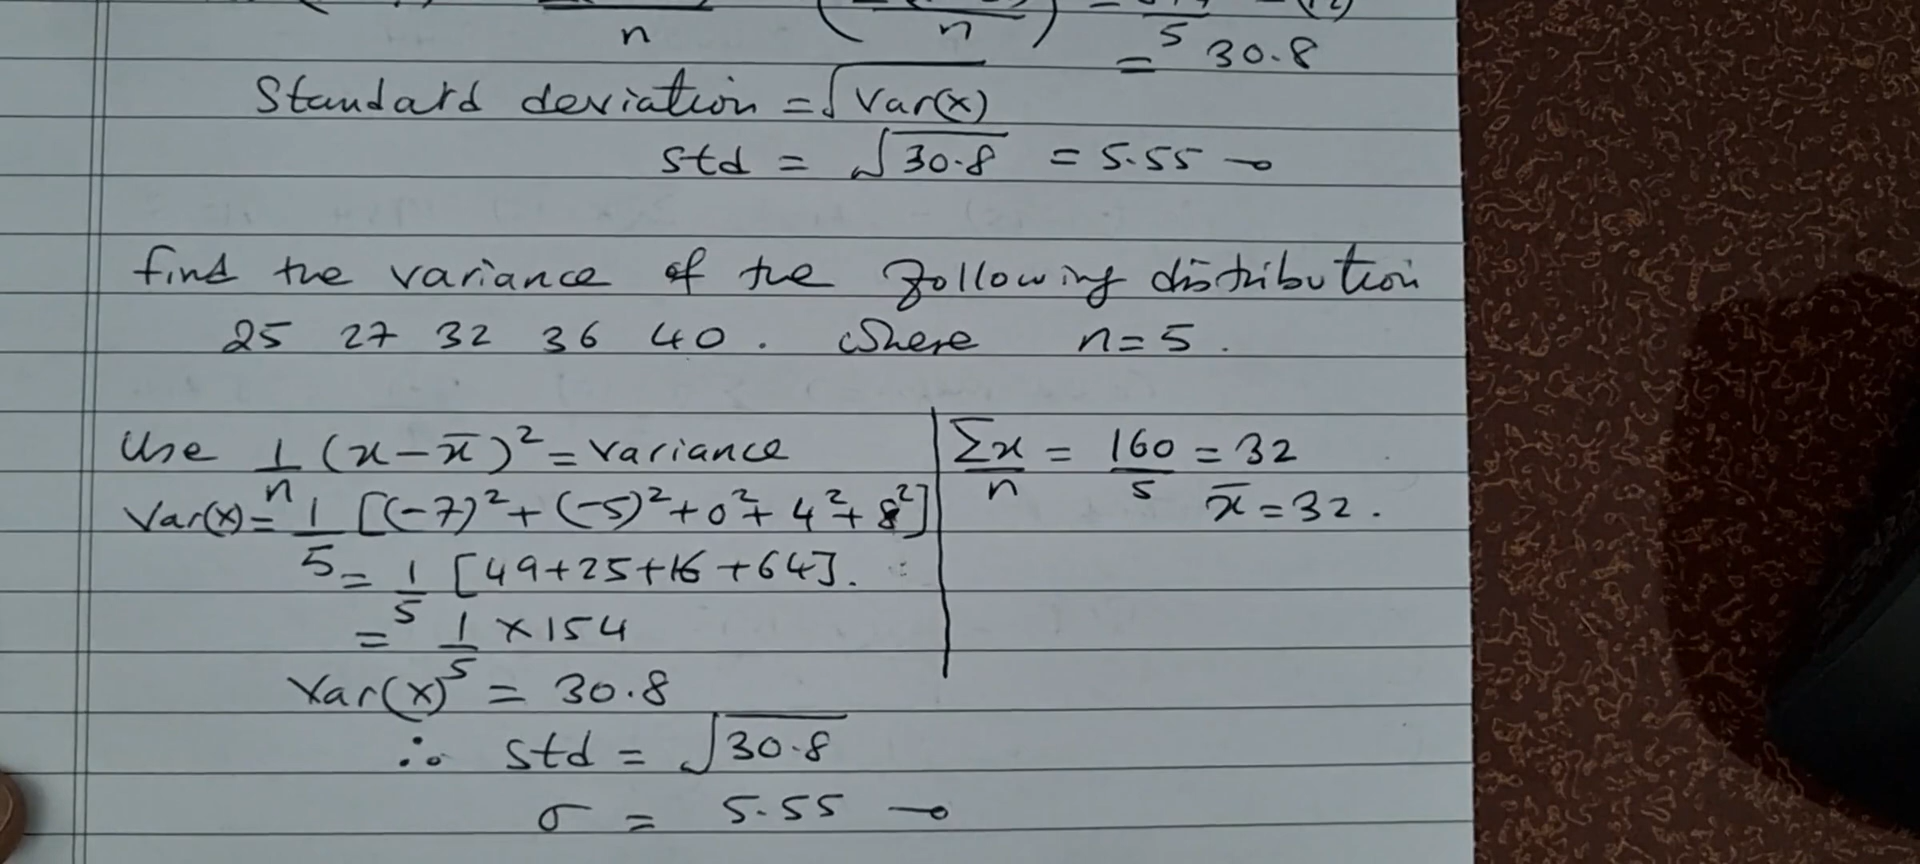 n n 5
= 30.8
Standard deviation = √Var(x)
std = √30.8 = 5.55
find the variance of the following distribution
25 27 32 36 40 . Where n=5 .
Use 1/n (x-x̄)² = variance
Σx/n = 160/5 = 32
Var(x) = 1/5 [(-7)²+(-5)²+0²+4²+8²]
x̄ = 32 .
= 1/5 [49+25+16+64] .
= 1/5 ×154
Var(x) = 30.8
∴ std = √30.8
σ = 5.55